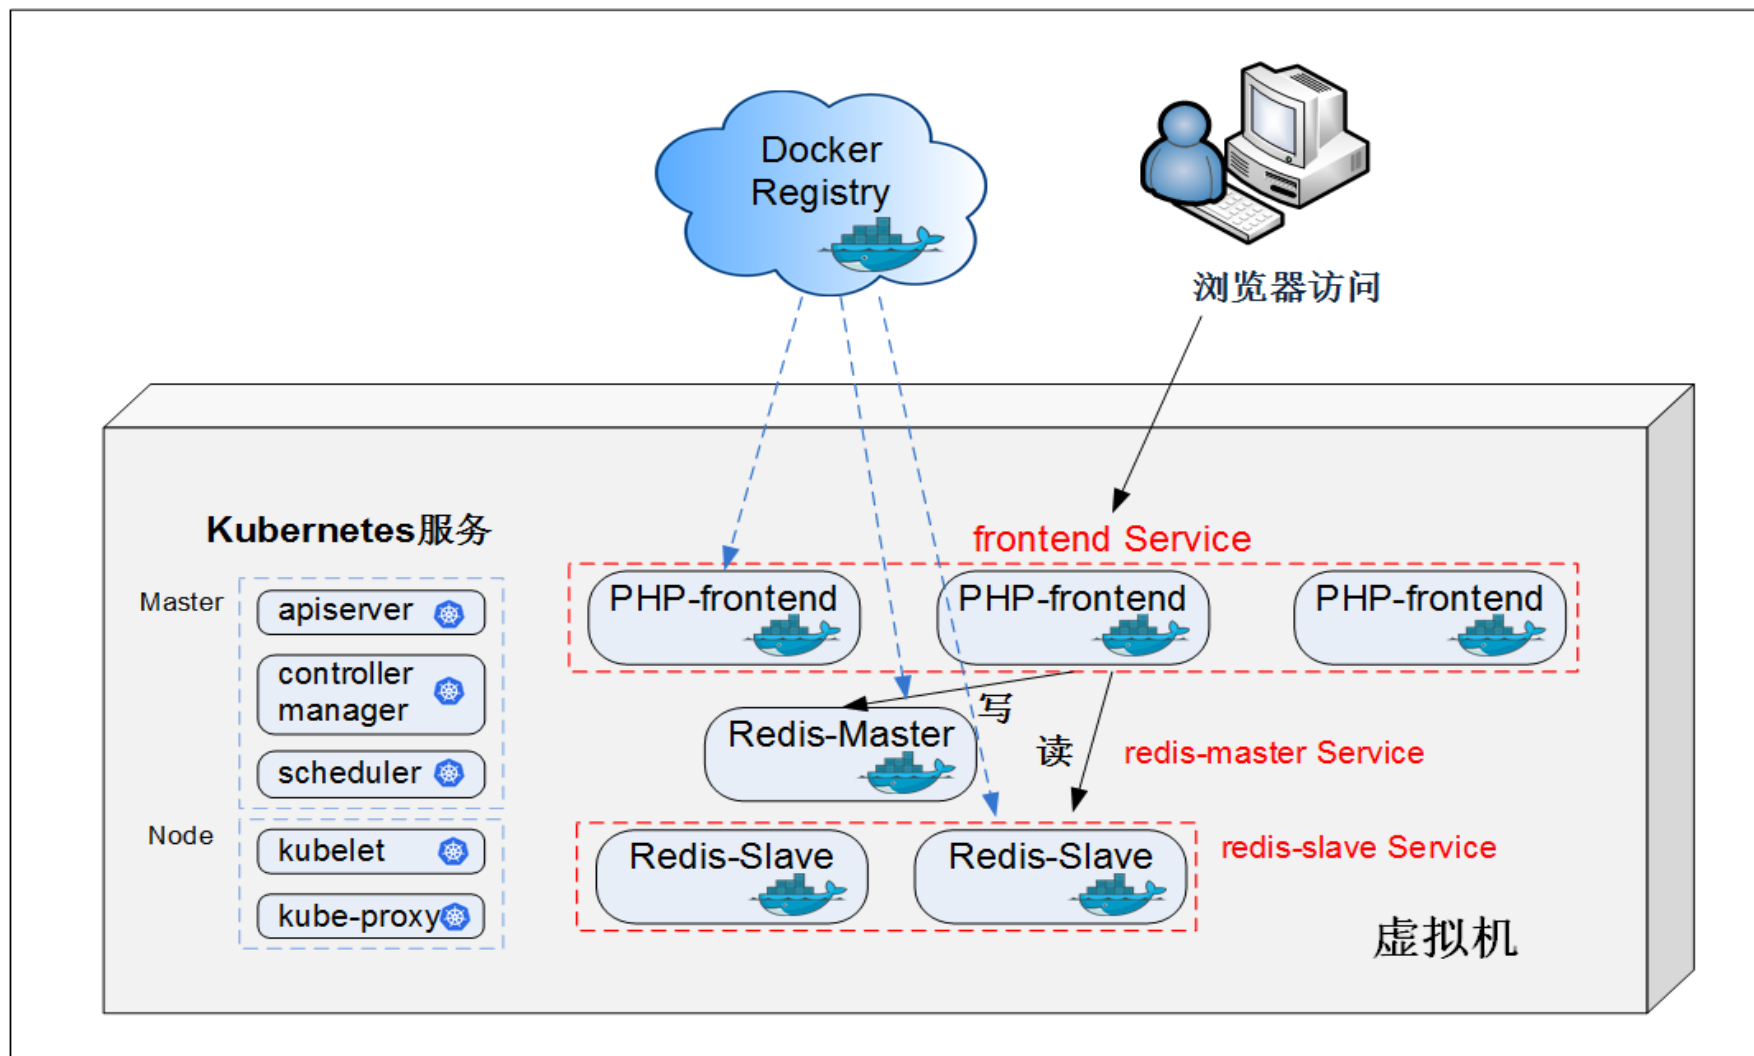 Docker
Registry
浏览器访问
Kubernetes服务
frontend Service
Master
apiserver
controller
manager
scheduler
Node
kubelet
kube-proxy
PHP-frontend
PHP-frontend
PHP-frontend
写
Redis-Master
读
redis-master Service
Redis-Slave
Redis-Slave
redis-slave Service
虚拟机